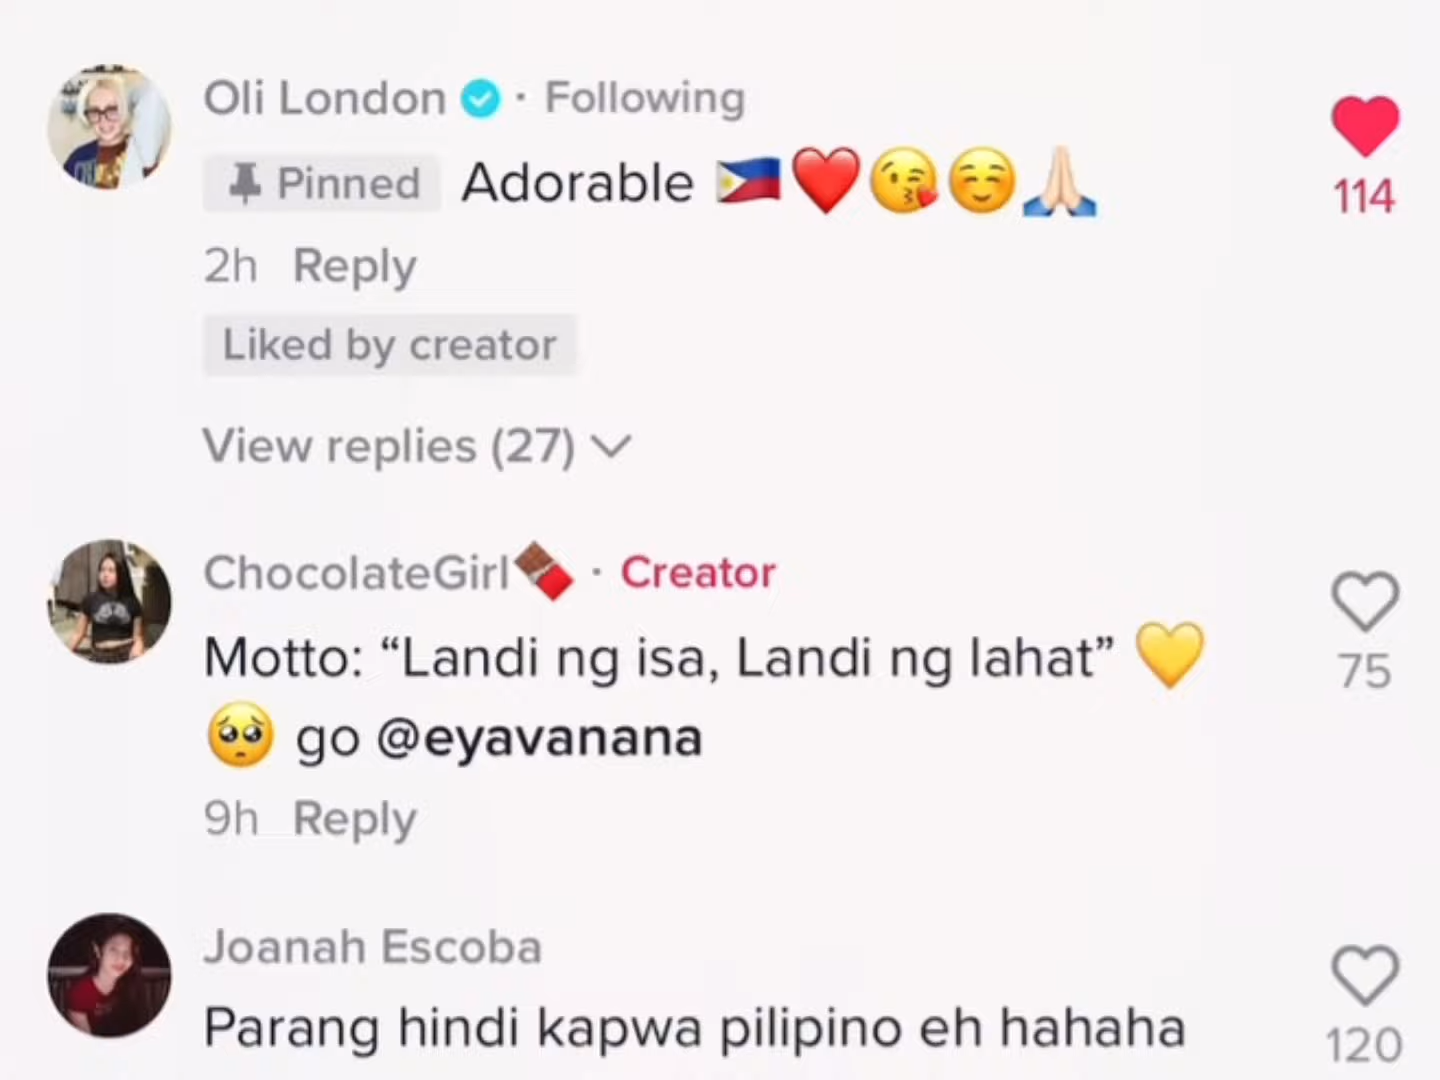 Oli London · Following
Pinned Adorable 🇵🇭❤️😘☺️🙏🏻
114
2h Reply
Liked by creator
View replies (27)
ChocolateGirl🍫 · Creator
Motto: “Landi ng isa, Landi ng lahat” 💛
🥺 go @eyavanana
75
9h Reply
Joanah Escoba
Parang hindi kapwa pilipino eh hahaha
120